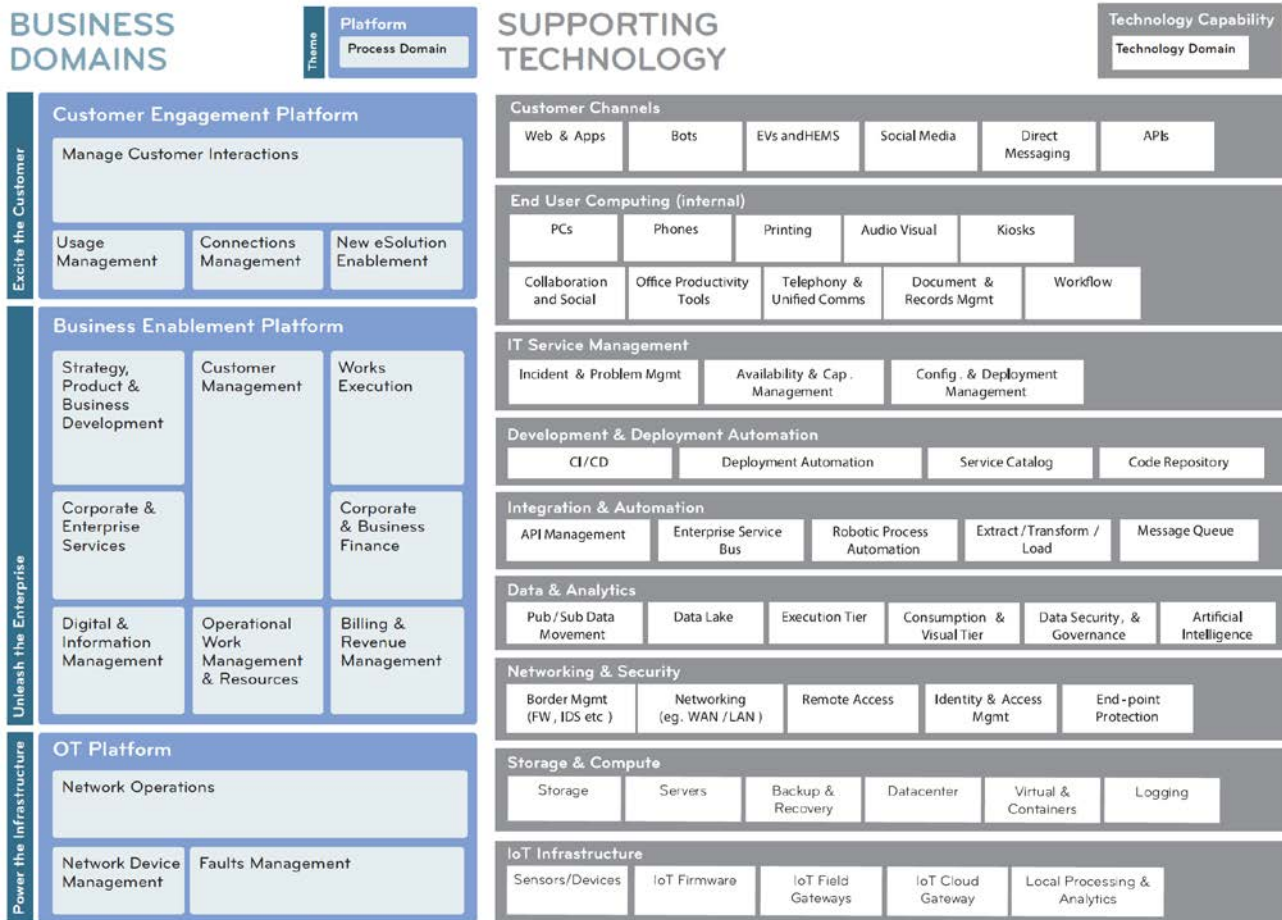 BUSINESS
DOMAINS
Theme
Platform
Process Domain
SUPPORTING
TECHNOLOGY
Technology Capability
Technology Domain
Excite the Customer
Customer Engagement Platform
Manage Customer Interactions
Usage
Management
Connections
Management
New eSolution
Enablement
Unleash the Enterprise
Business Enablement Platform
Strategy,
Product &
Business
Development
Customer
Management
Works
Execution
Corporate &
Enterprise
Services
Corporate
& Business
Finance
Digital &
Information
Management
Operational
Work
Management
& Resources
Billing &
Revenue
Management
Power the Infrastructure
OT Platform
Network Operations
Network Device
Management
Faults Management
Customer Channels
Web & Apps
Bots
EVs andHEMS
Social Media
Direct
Messaging
APIs
End User Computing (internal)
PCs
Phones
Printing
Audio Visual
Kiosks
Collaboration
and Social
Office Productivity
Tools
Telephony &
Unified Comms
Document &
Records Mgmt
Workflow
IT Service Management
Incident & Problem Mgmt
Availability & Cap.
Management
Config. & Deployment
Management
Development & Deployment Automation
CI/CD
Deployment Automation
Service Catalog
Code Repository
Integration & Automation
API Management
Enterprise Service
Bus
Robotic Process
Automation
Extract/Transform/
Load
Message Queue
Data & Analytics
Pub/Sub Data
Movement
Data Lake
Execution Tier
Consumption &
Visual Tier
Data Security, &
Governance
Artificial
Intelligence
Networking & Security
Border Mgmt
(FW, IDS etc)
Networking
(eg. WAN/LAN)
Remote Access
Identity & Access
Mgmt
End-point
Protection
Storage & Compute
Storage
Servers
Backup &
Recovery
Datacenter
Virtual &
Containers
Logging
IoT Infrastructure
Sensors/Devices
IoT Firmware
IoT Field
Gateways
IoT Cloud
Gateway
Local Processing &
Analytics